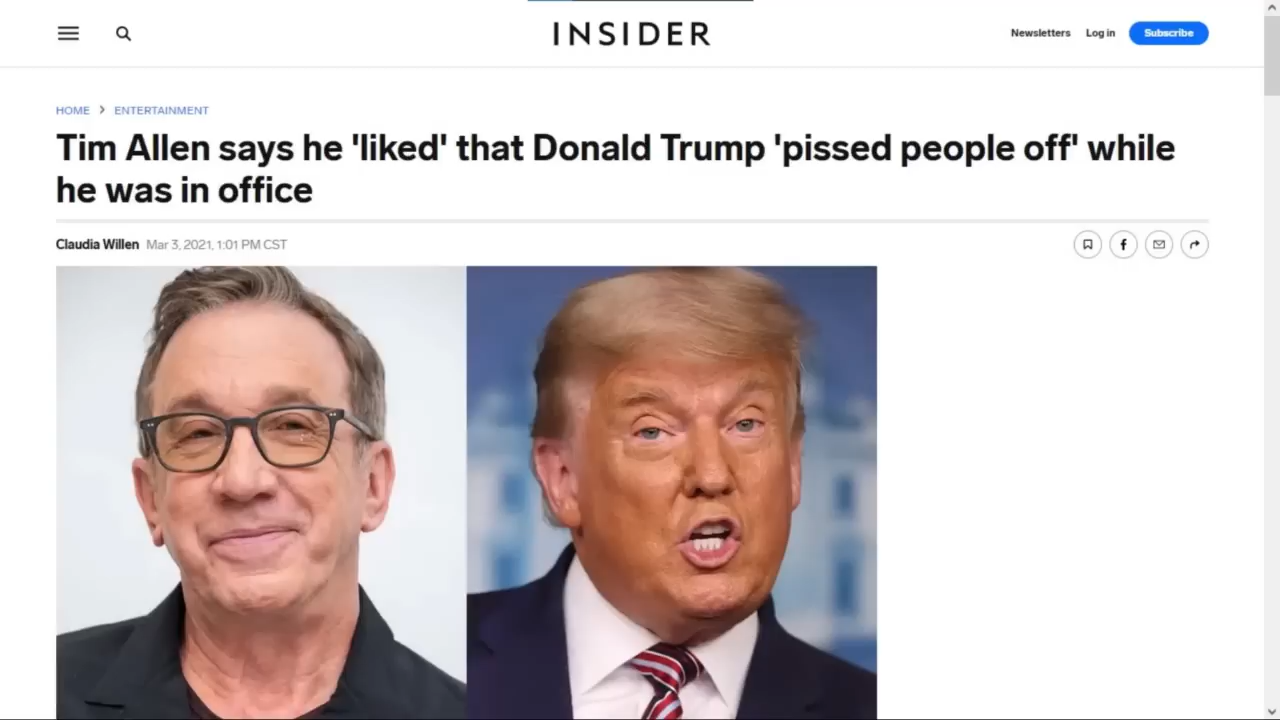 INSIDER
Newsletters
Log in
Subscribe
HOME > ENTERTAINMENT
Tim Allen says he 'liked' that Donald Trump 'pissed people off' while
he was in office
Claudia Willen Mar 3, 2021, 1:01 PM CST